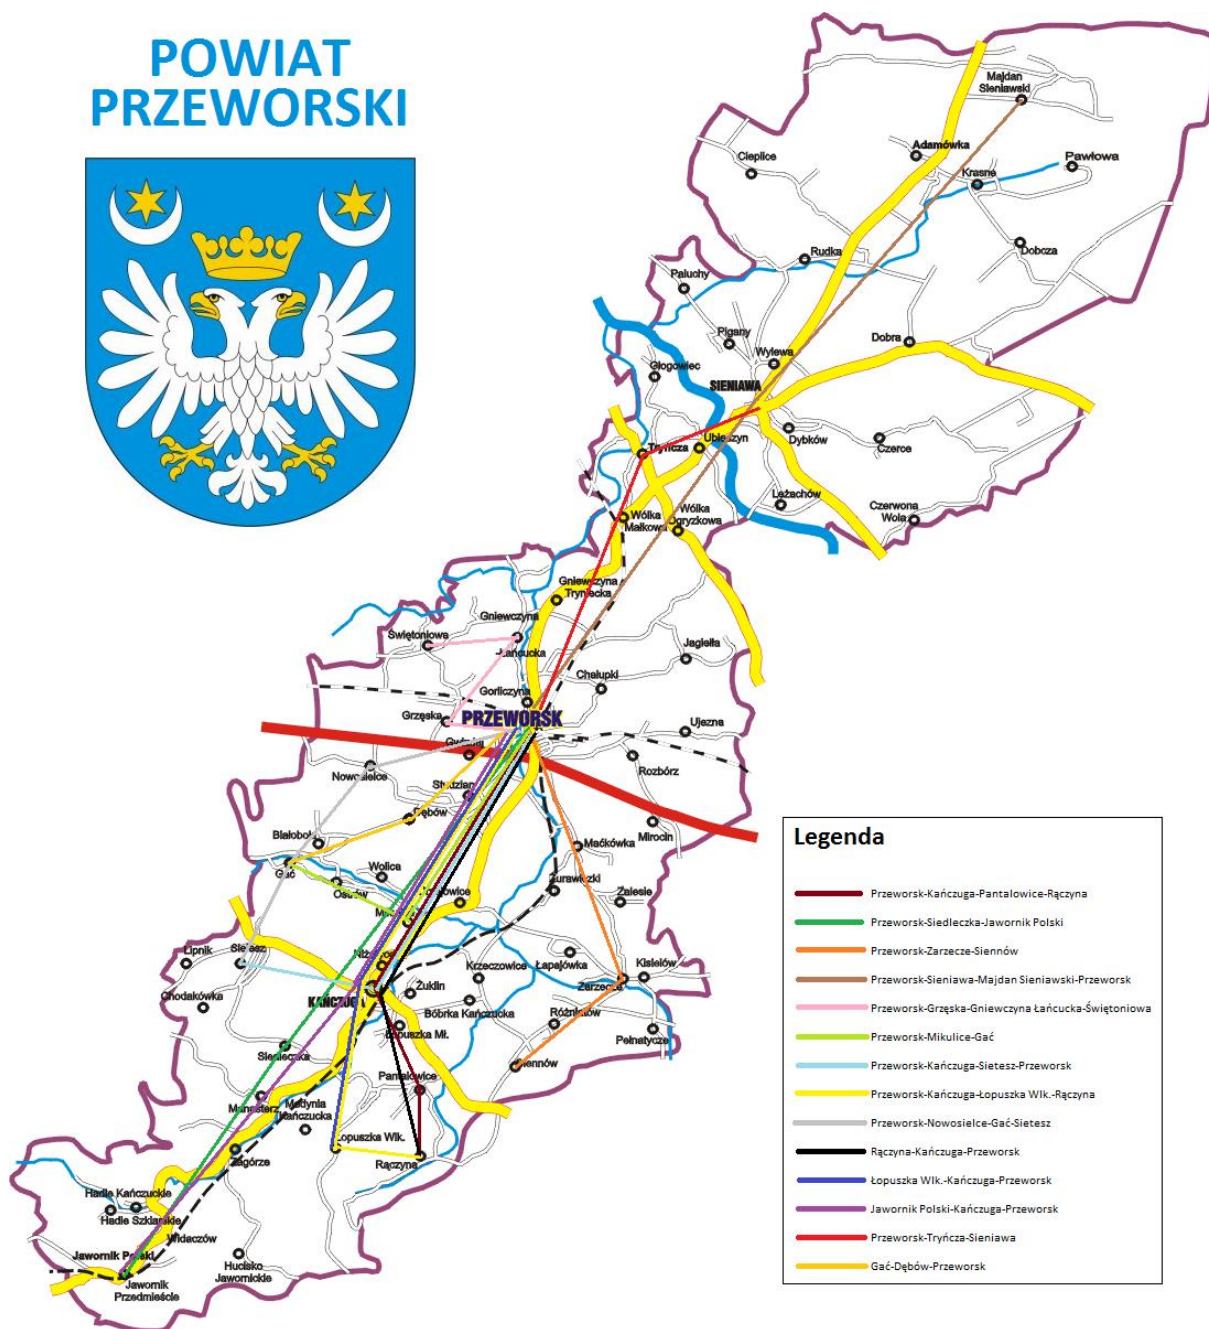 POWIAT
PRZEWORSKI
Majdan
Sieniawski
Adamówka
Cieplice
Pawłowa
Krasne
Dobcza
Rudka
Paluchy
Pigany
Dobra
Wylewa
Głogowiec
SIENIAWA
Ubieszyn
Dybków
Czerce
Tryńcza
Leżachów
Wólka
Małkowa
Wólka
Ogryzkowa
Czerwona
Wola
Gniewczyna
Tryniecka
Gniewczyna
Łańcucka
Świętoniowa
Jagiełła
Chałupki
Gorliczyna
Grzęska
PRZEWORSK
Ujezna
Rozbórz
Nowosielce
Dębów
Mirocin
Białoboki
Maćkówka
Gać
Wolica
Ostrów
Żurawiczki
Zalesie
Lipnik
Sietesz
Krzeczowice
Łapajówka
Kisielów
Zarzecze
Chodakówka
KAŃCZUGA
Żuklin
Bóbrka Kańczucka
Łopuszka Mł.
Rożniatów
Pełnatycze
Siedleczka
Siennów
Pantalowice
Manasterz
Medynia
Kańczucka
Łopuszka Wlk.
Rączyna
Zagórze
Hadle Kańczuckie
Hadle Szklarskie
Widaczów
Jawornik Polski
Hucisko
Jawornickie
Jawornik
Przedmieście
Legenda
Przeworsk-Kańczuga-Pantalowice-Rączyna
Przeworsk-Siedleczka-Jawornik Polski
Przeworsk-Zarzecze-Siennów
Przeworsk-Sieniawa-Majdan Sieniawski-Przeworsk
Przeworsk-Grzęska-Gniewczyna Łańcucka-Świętoniowa
Przeworsk-Mikulice-Gać
Przeworsk-Kańczuga-Sietesz-Przeworsk
Przeworsk-Kańczuga-Łopuszka Wlk.-Rączyna
Przeworsk-Nowosielce-Gać-Sietesz
Rączyna-Kańczuga-Przeworsk
Łopuszka Wlk.-Kańczuga-Przeworsk
Jawornik Polski-Kańczuga-Przeworsk
Przeworsk-Tryńcza-Sieniawa
Gać-Dębów-Przeworsk